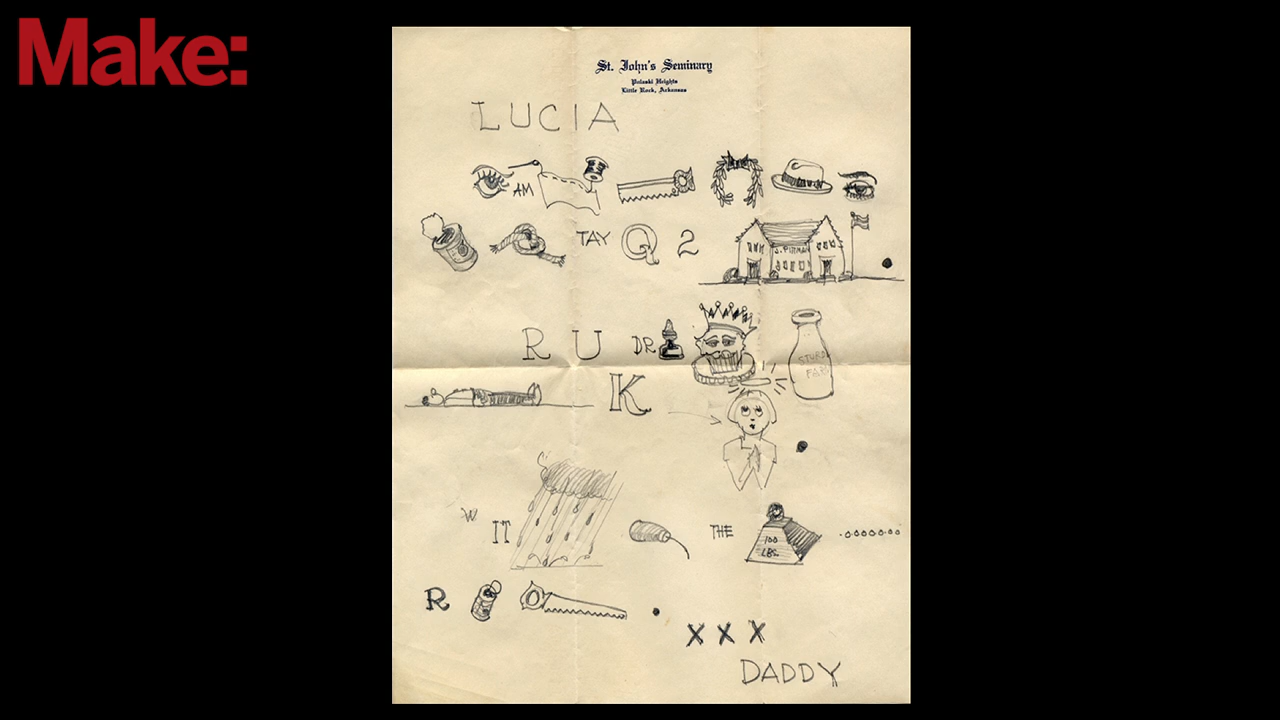 Make:
St. John's Seminary
Pulaski Heights
Little Rock, Arkansas
LUCIA
AM
TAY Q 2
R U DR
K
W IT THE 100 LBS.
R
X X X
DADDY